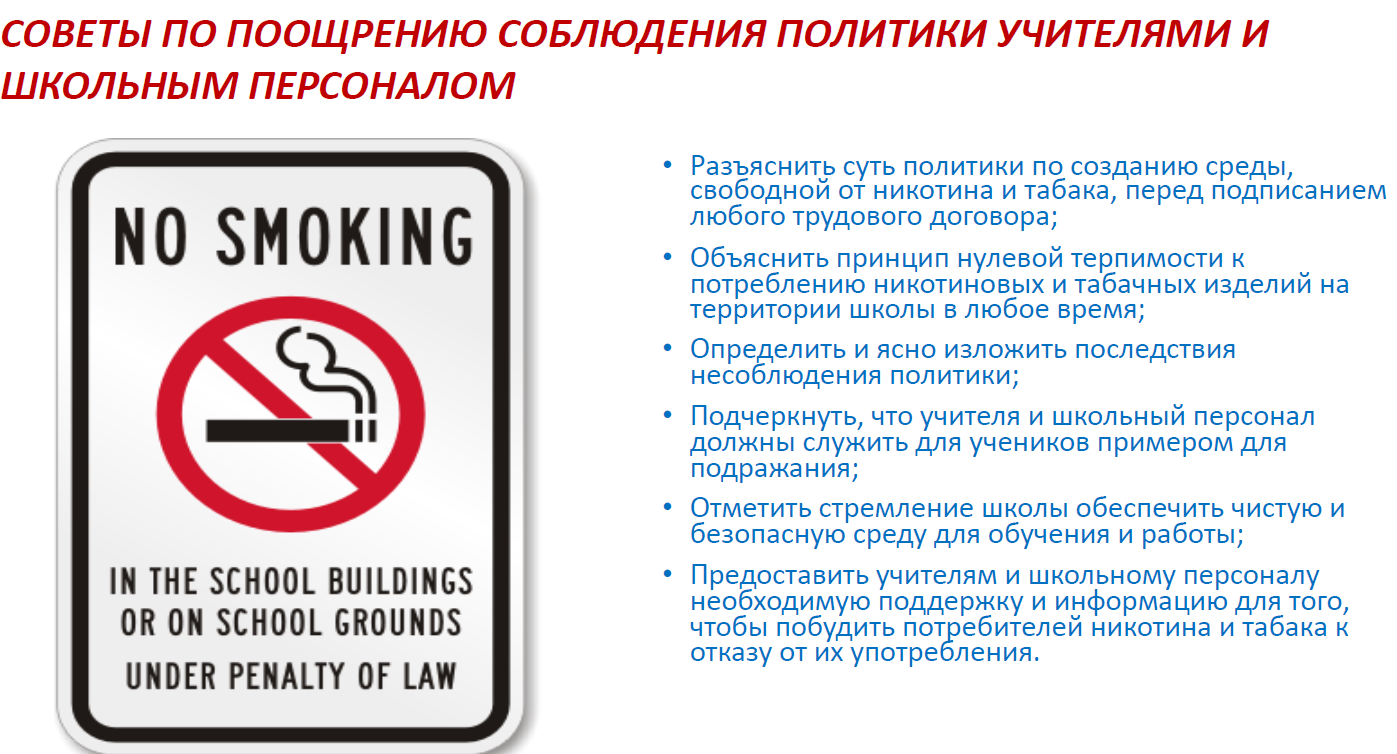 СОВЕТЫ ПО ПООЩРЕНИЮ СОБЛЮДЕНИЯ ПОЛИТИКИ УЧИТЕЛЯМИ И
ШКОЛЬНЫМ ПЕРСОНАЛОМ
NO SMOKING
IN THE SCHOOL BUILDINGS
OR ON SCHOOL GROUNDS
UNDER PENALTY OF LAW
• Разъяснить суть политики по созданию среды,
свободной от никотина и табака, перед подписанием
любого трудового договора;
• Объяснить принцип нулевой терпимости к
потреблению никотиновых и табачных изделий на
территории школы в любое время;
• Определить и ясно изложить последствия
несоблюдения политики;
• Подчеркнуть, что учителя и школьный персонал
должны служить для учеников примером для
подражания;
• Отметить стремление школы обеспечить чистую и
безопасную среду для обучения и работы;
• Предоставить учителям и школьному персоналу
необходимую поддержку и информацию для того,
чтобы побудить потребителей никотина и табака к
отказу от их употребления.